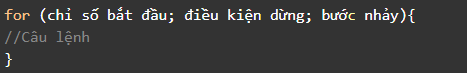 for (chỉ số bắt đầu; điều kiện dừng; bước nhảy){
//Câu lệnh
}